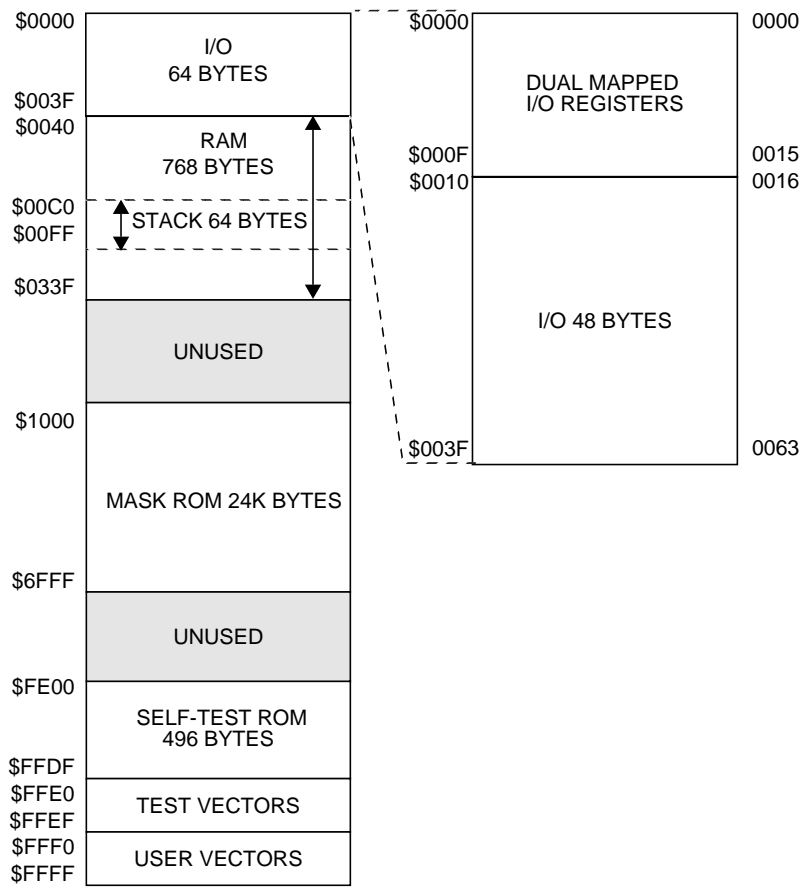 $0000
I/O
64 BYTES
$003F
$0040
RAM
768 BYTES
$00C0
STACK 64 BYTES
$00FF
$033F
UNUSED
$1000
MASK ROM 24K BYTES
$6FFF
UNUSED
$FE00
SELF-TEST ROM
496 BYTES
$FFDF
$FFE0
TEST VECTORS
$FFEF
$FFF0
USER VECTORS
$FFFF
$0000
0000
DUAL MAPPED
I/O REGISTERS
$000F
0015
$0010
0016
I/O 48 BYTES
$003F
0063